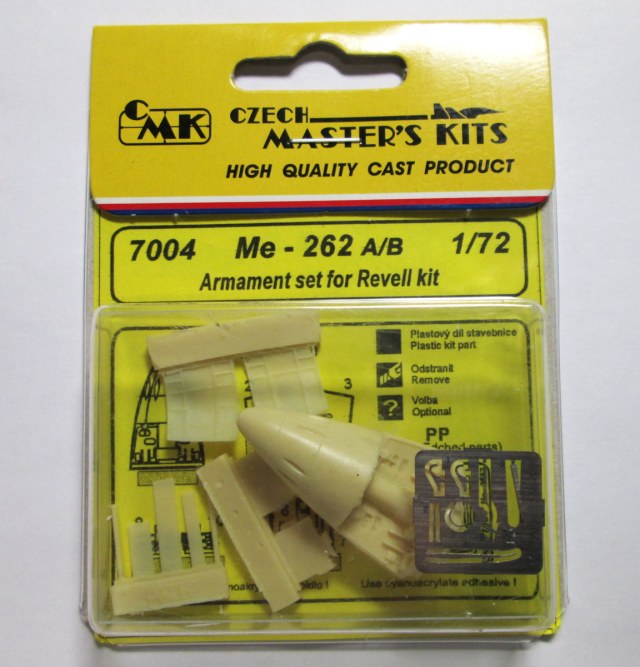 CMK
CZECH
MASTER'S KITS
HIGH QUALITY CAST PRODUCT
7004 Me - 262 A/B 1/72
Armament set for Revell kit
Plastový díl stavebnice
Plastic kit part
Odstranit
Remove
?
Volba
Optional
3
PP
Use cyanoacrylate adhesive !